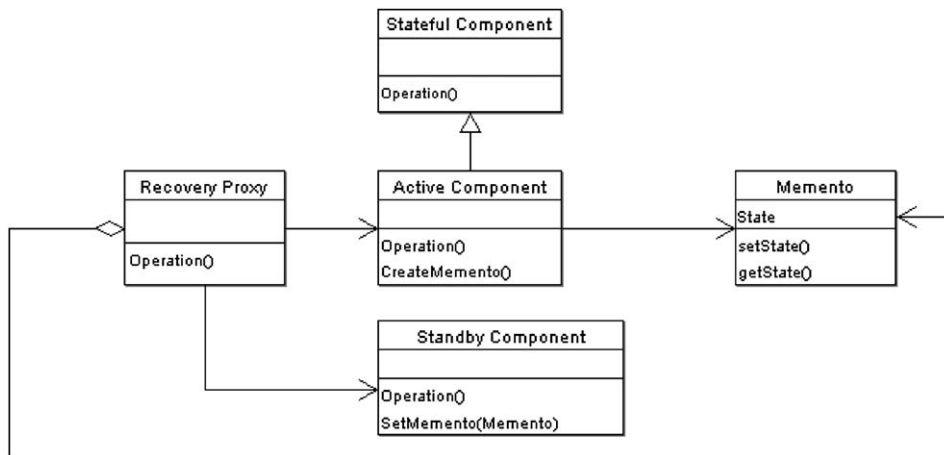 Stateful Component
Operation()
Recovery Proxy
Operation()
Active Component
Operation()
CreateMemento()
Memento
State
setState()
getState()
Standby Component
Operation()
SetMemento(Memento)